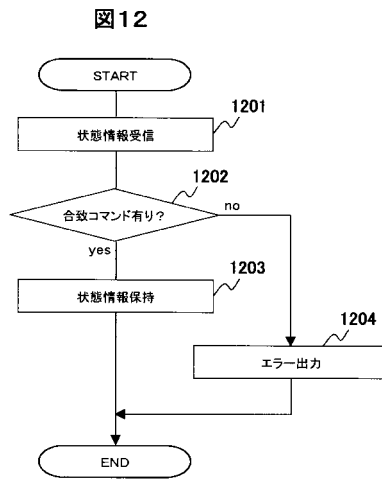 図12
START
1201
状態情報受信
1202
合致コマンド有り?
no
yes
1203
状態情報保持
1204
エラー出力
END